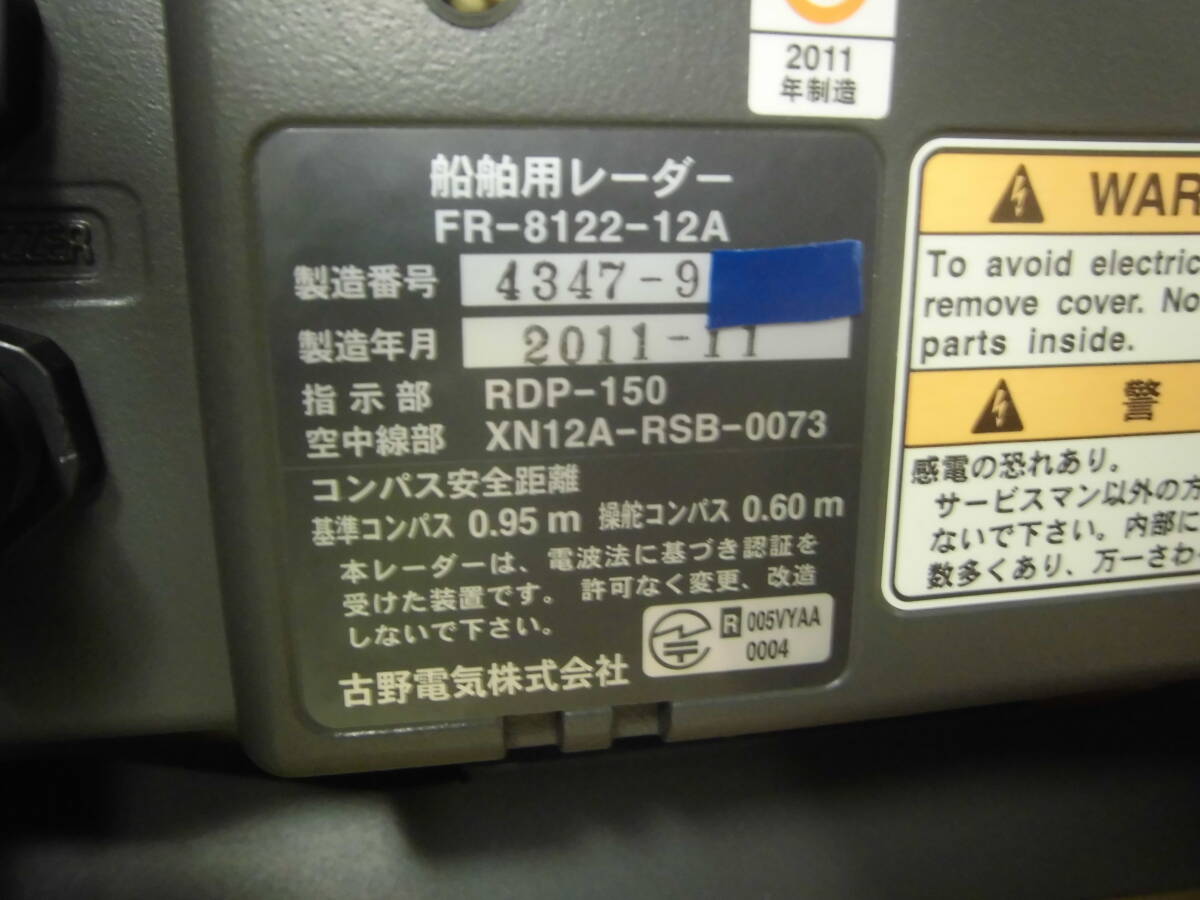 2011
年制造
船舶用レーダー
FR-8122-12A
製造番号 4347-9
製造年月 2011-11
指示部 RDP-150
空中線部 XN12A-RSB-0073
コンパス安全距離
基準コンパス 0.95 m 操舵コンパス 0.60 m
本レーダーは、電波法に基づき認証を
受けた装置です。許可なく変更、改造
しないで下さい。
R 005VYAA
0004
古野電気株式会社
WAR
To avoid electric
remove cover. No
parts inside.
警
感電の恐れあり。
サービスマン以外の方
ないで下さい。内部に
数多くあり、万一さわ